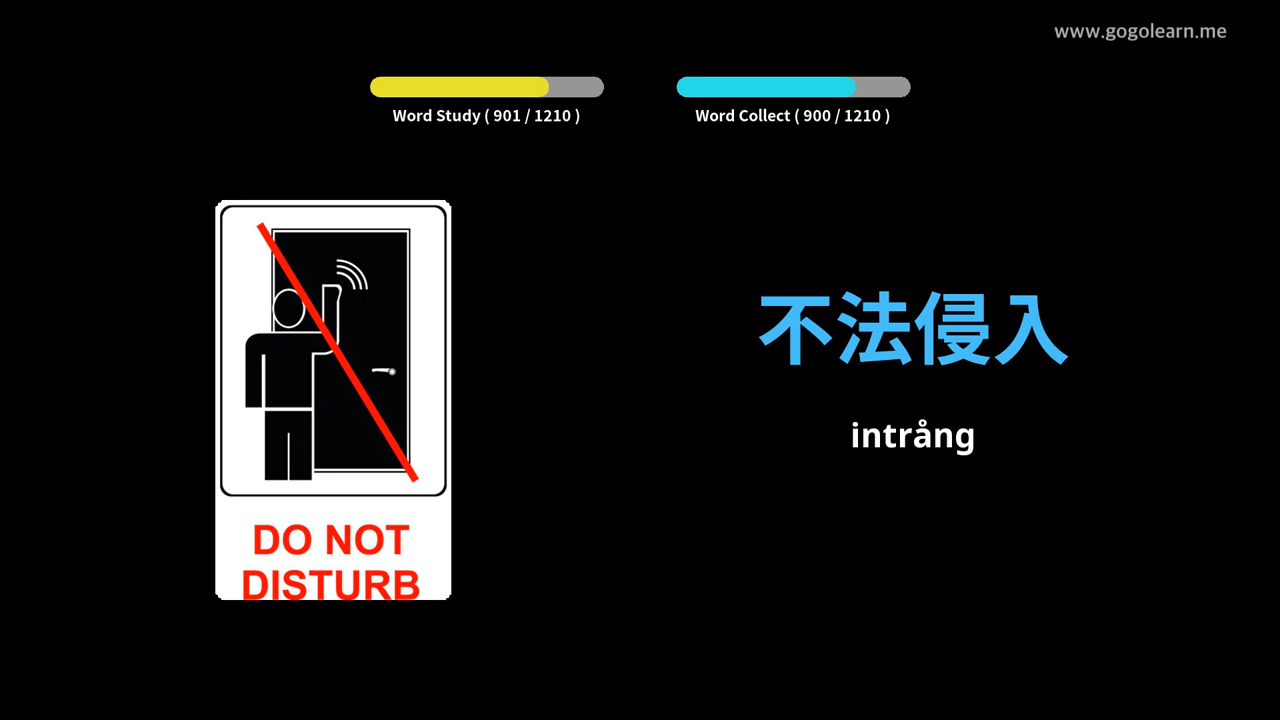 www.gogolearn.me
Word Study ( 901 / 1210 )
Word Collect ( 900 / 1210 )
DO NOT
DISTURB
不法侵入
intrång